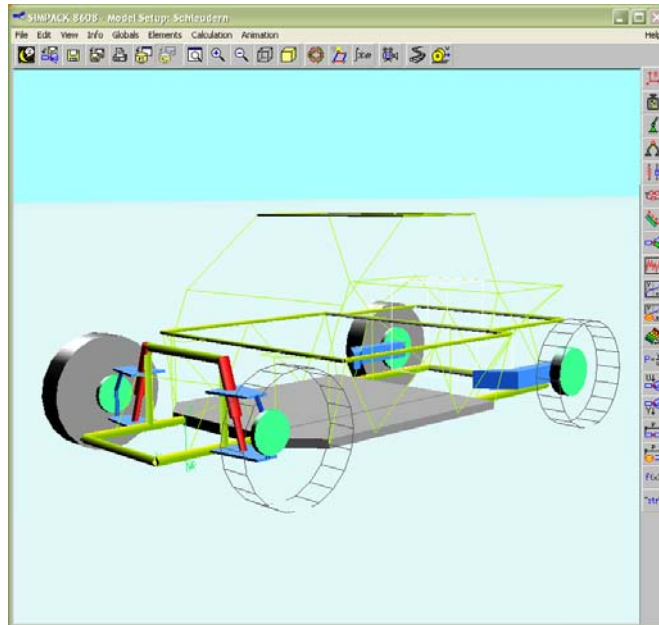 SIMPACK 8608 - Model Setup: Schleudern
File Edit View Info Globals Elements Calculation Animation
Help